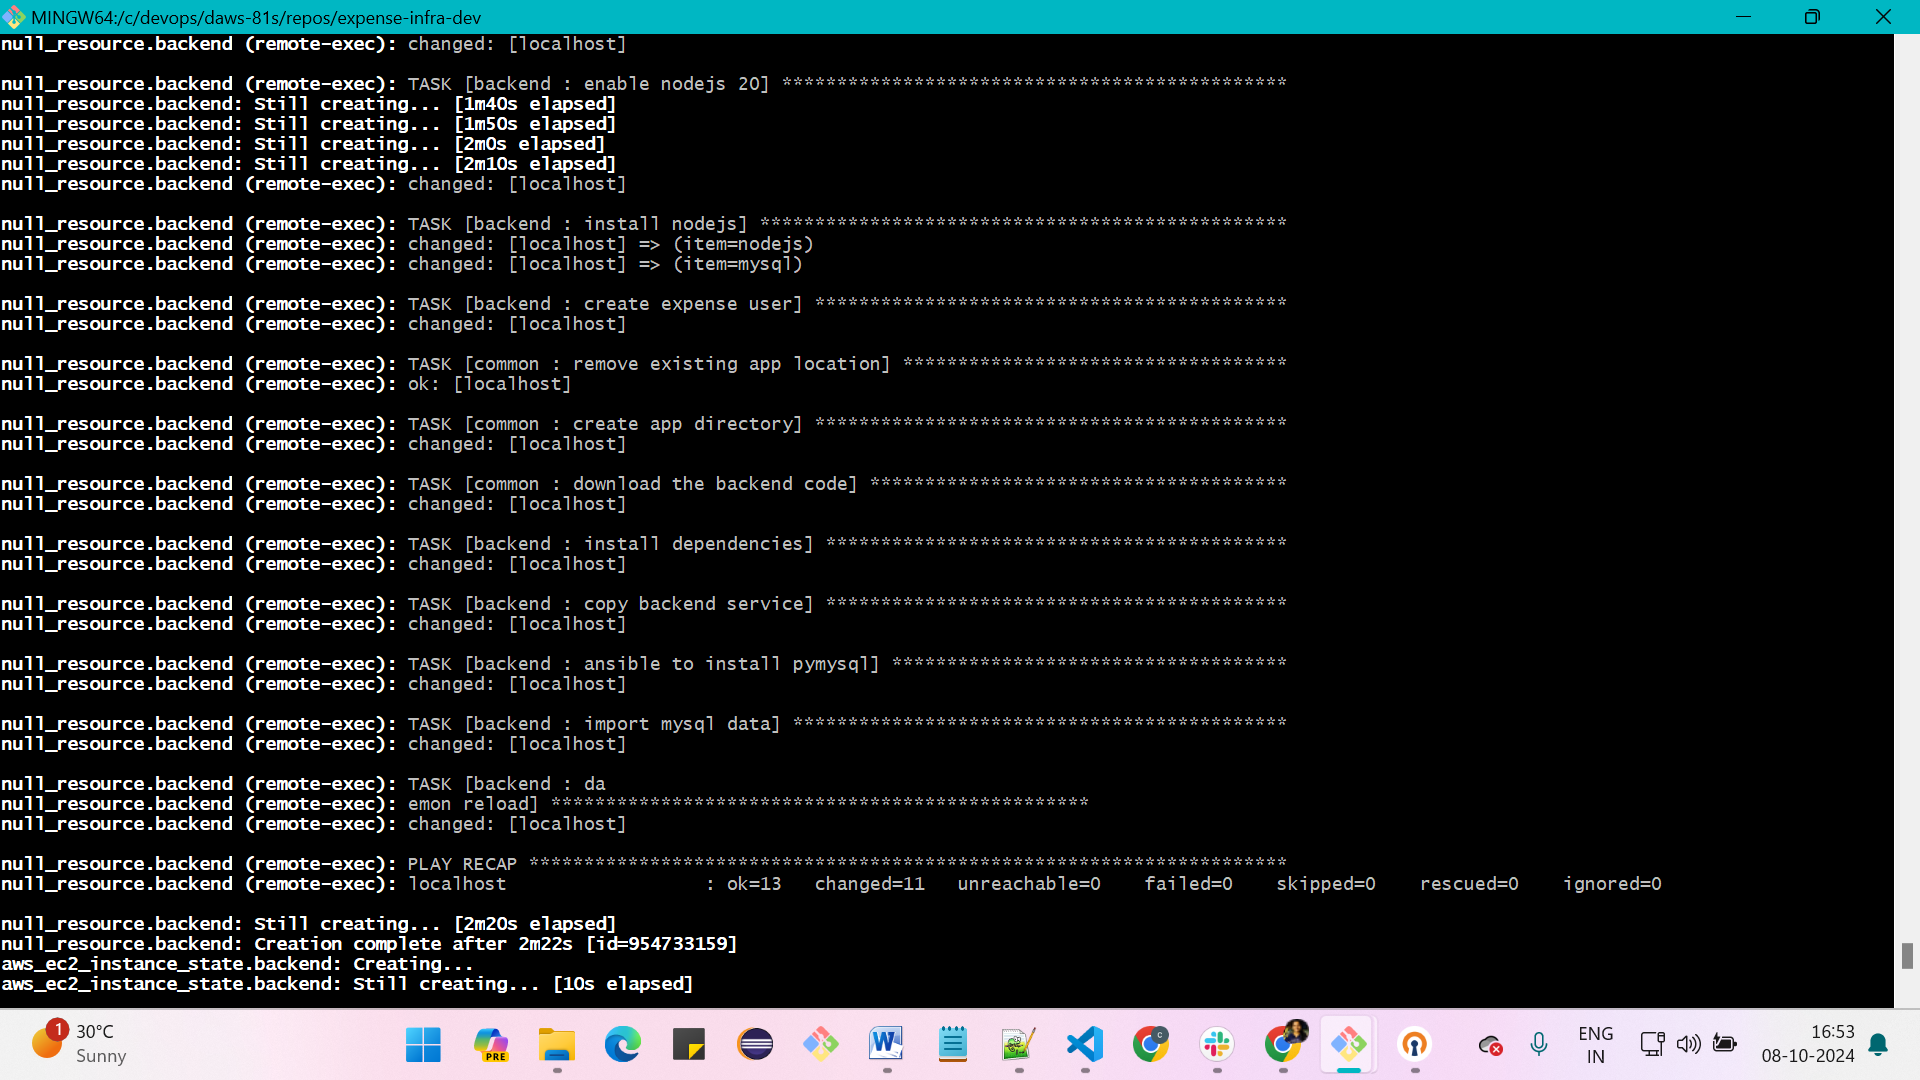 MINGW64:/c/devops/daws-81s/repos/expense-infra-dev
null_resource.backend (remote-exec): changed: [localhost]
null_resource.backend (remote-exec): TASK [backend : enable nodejs 20] **********************************************
null_resource.backend: Still creating... [1m40s elapsed]
null_resource.backend: Still creating... [1m50s elapsed]
null_resource.backend: Still creating... [2m0s elapsed]
null_resource.backend: Still creating... [2m10s elapsed]
null_resource.backend (remote-exec): changed: [localhost]
null_resource.backend (remote-exec): TASK [backend : install nodejs] ************************************************
null_resource.backend (remote-exec): changed: [localhost] => (item=nodejs)
null_resource.backend (remote-exec): changed: [localhost] => (item=mysql)
null_resource.backend (remote-exec): TASK [backend : create expense user] *******************************************
null_resource.backend (remote-exec): changed: [localhost]
null_resource.backend (remote-exec): TASK [common : remove existing app location] ***********************************
null_resource.backend (remote-exec): ok: [localhost]
null_resource.backend (remote-exec): TASK [common : create app directory] *******************************************
null_resource.backend (remote-exec): changed: [localhost]
null_resource.backend (remote-exec): TASK [common : download the backend code] **************************************
null_resource.backend (remote-exec): changed: [localhost]
null_resource.backend (remote-exec): TASK [backend : install dependencies] ******************************************
null_resource.backend (remote-exec): changed: [localhost]
null_resource.backend (remote-exec): TASK [backend : copy backend service] ******************************************
null_resource.backend (remote-exec): changed: [localhost]
null_resource.backend (remote-exec): TASK [backend : ansible to install pymysql] ************************************
null_resource.backend (remote-exec): changed: [localhost]
null_resource.backend (remote-exec): TASK [backend : import mysql data] *********************************************
null_resource.backend (remote-exec): changed: [localhost]
null_resource.backend (remote-exec): TASK [backend : da
null_resource.backend (remote-exec): emon reload] *************************************************
null_resource.backend (remote-exec): changed: [localhost]
null_resource.backend (remote-exec): PLAY RECAP *********************************************************************
null_resource.backend (remote-exec): localhost                  : ok=13   changed=11   unreachable=0    failed=0    skipped=0    rescued=0    ignored=0
null_resource.backend: Still creating... [2m20s elapsed]
null_resource.backend: Creation complete after 2m22s [id=954733159]
aws_ec2_instance_state.backend: Creating...
aws_ec2_instance_state.backend: Still creating... [10s elapsed]
1
30°C
Sunny
PRE
W
C
ENG
IN
16:53
08-10-2024